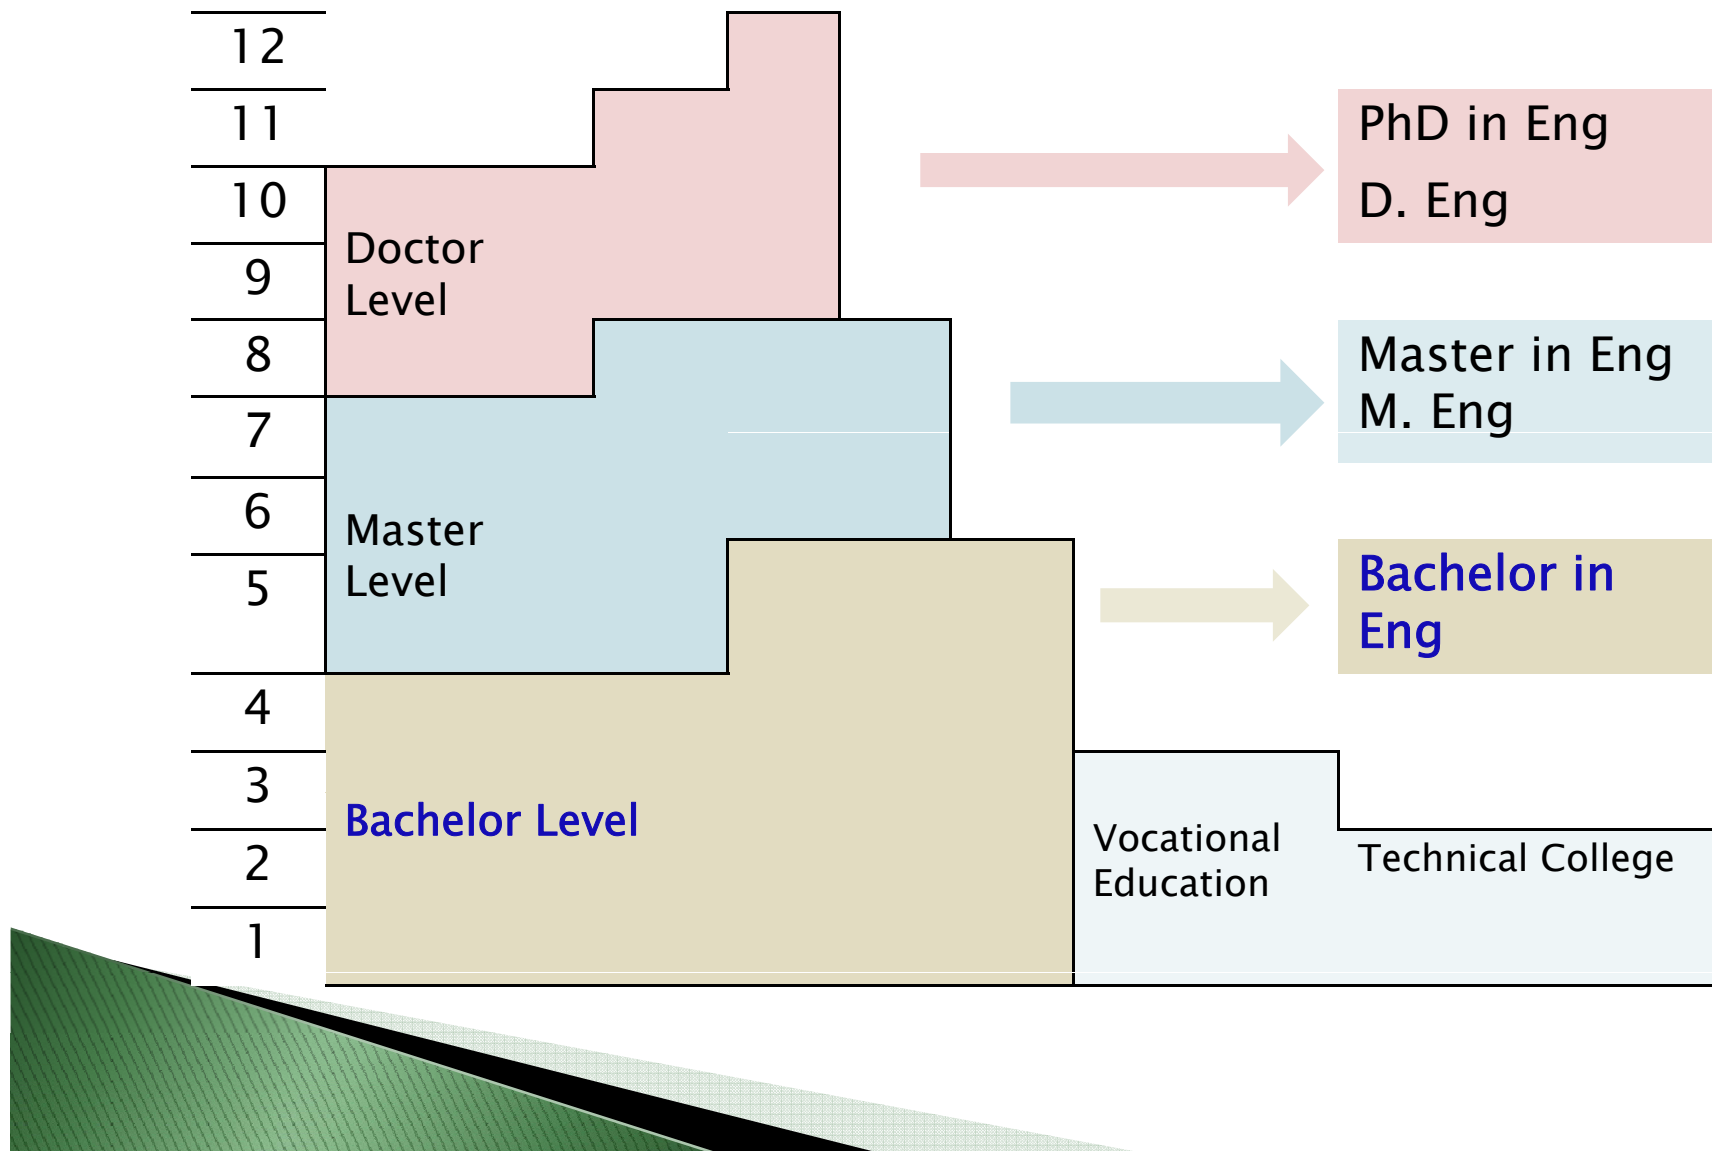 12
11
PhD in Eng
10
D. Eng
Doctor
Level
9
8
Master in Eng
M. Eng
7
6
Master
Level
5
Bachelor in
Eng
4
3
Bachelor Level
Vocational
Education
Technical College
2
1